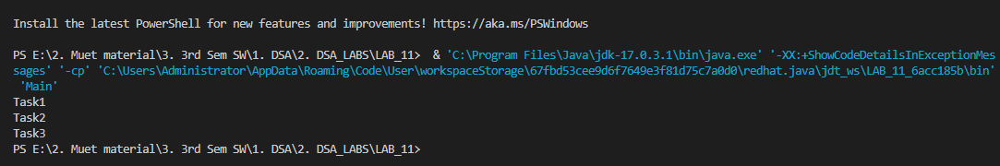 Install the latest PowerShell for new features and improvements! https://aka.ms/PSWindows
PS E:\2. Muet material\3. 3rd Sem SW\1. DSA\2. DSA_LABS\LAB_11>  & 'C:\Program Files\Java\jdk-17.0.3.1\bin\java.exe' '-XX:+ShowCodeDetailsInExceptionMes
sages' '-cp' 'C:\Users\Administrator\AppData\Roaming\Code\User\workspaceStorage\67fbd53cee9d6f7649e3f81d75c7a0d0\redhat.java\jdt_ws\LAB_11_6acc185b\bin'
'Main'
Task1
Task2
Task3
PS E:\2. Muet material\3. 3rd Sem SW\1. DSA\2. DSA_LABS\LAB_11>